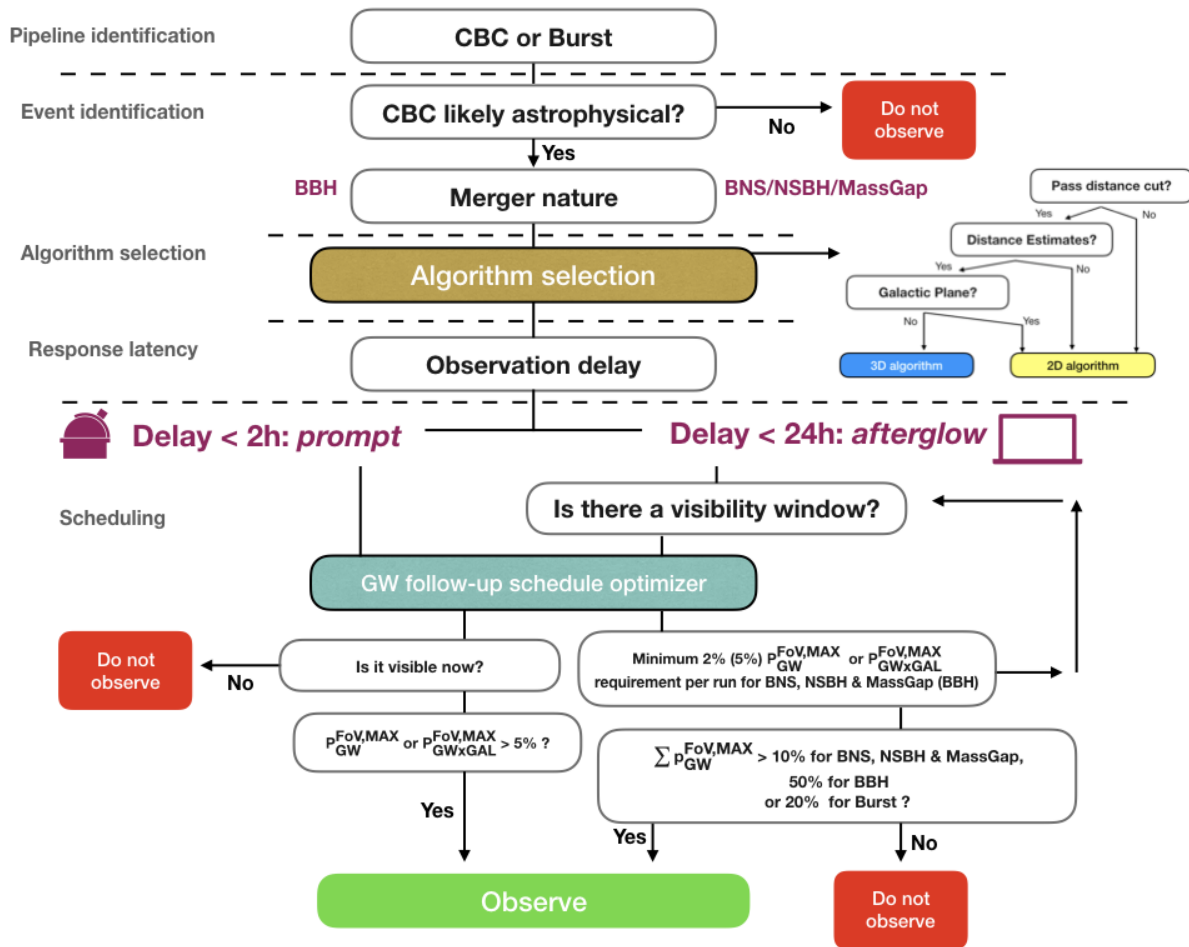 Pipeline identification
CBC or Burst
Event identification
CBC likely astrophysical?
No
Do not
observe
Yes
BBH
Merger nature
BNS/NSBH/MassGap
Pass distance cut?
Yes
No
Distance Estimates?
Yes
No
Galactic Plane?
No
Yes
3D algorithm
2D algorithm
Algorithm selection
Algorithm selection
Response latency
Observation delay
Delay < 2h: prompt
Delay < 24h: afterglow
Scheduling
Is there a visibility window?
GW follow-up schedule optimizer
Do not
observe
No
Is it visible now?
Minimum 2% (5%) P_GW^FoV,MAX or P_GWxGAL^FoV,MAX
requirement per run for BNS, NSBH & MassGap (BBH)
P_GW^FoV,MAX or P_GWxGAL^FoV,MAX > 5% ?
∑ p_GW^FoV,MAX > 10% for BNS, NSBH & MassGap,
50% for BBH
or 20% for Burst ?
Yes
Yes
No
Observe
Do not
observe